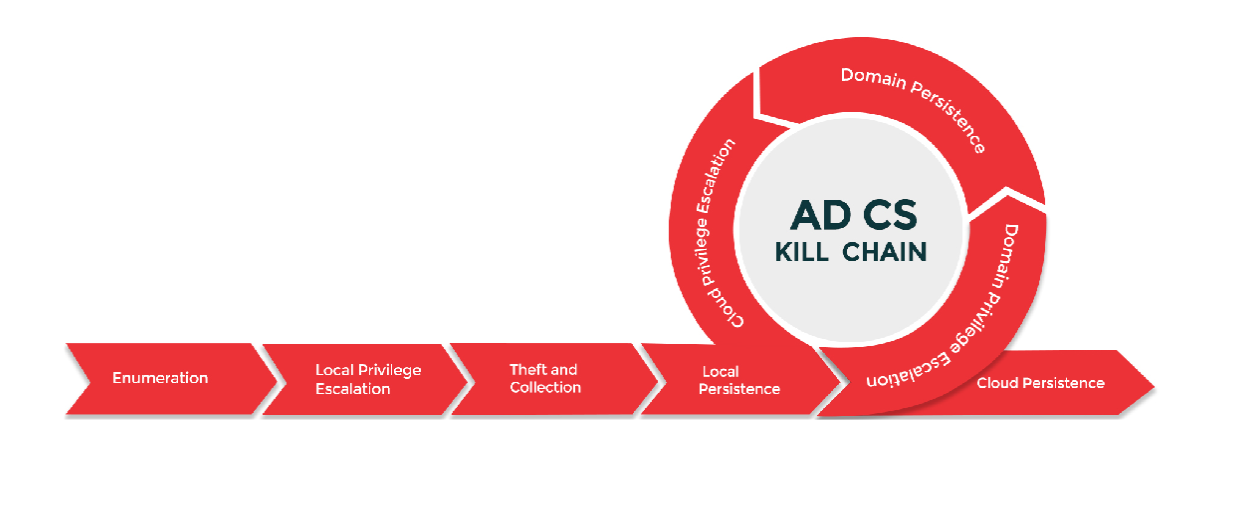 Domain Persistence
Cloud Privilege Escalation
AD CS
KILL CHAIN
Domain Privilege Escalation
Enumeration
Local Privilege
Escalation
Theft and
Collection
Local
Persistence
Cloud Persistence